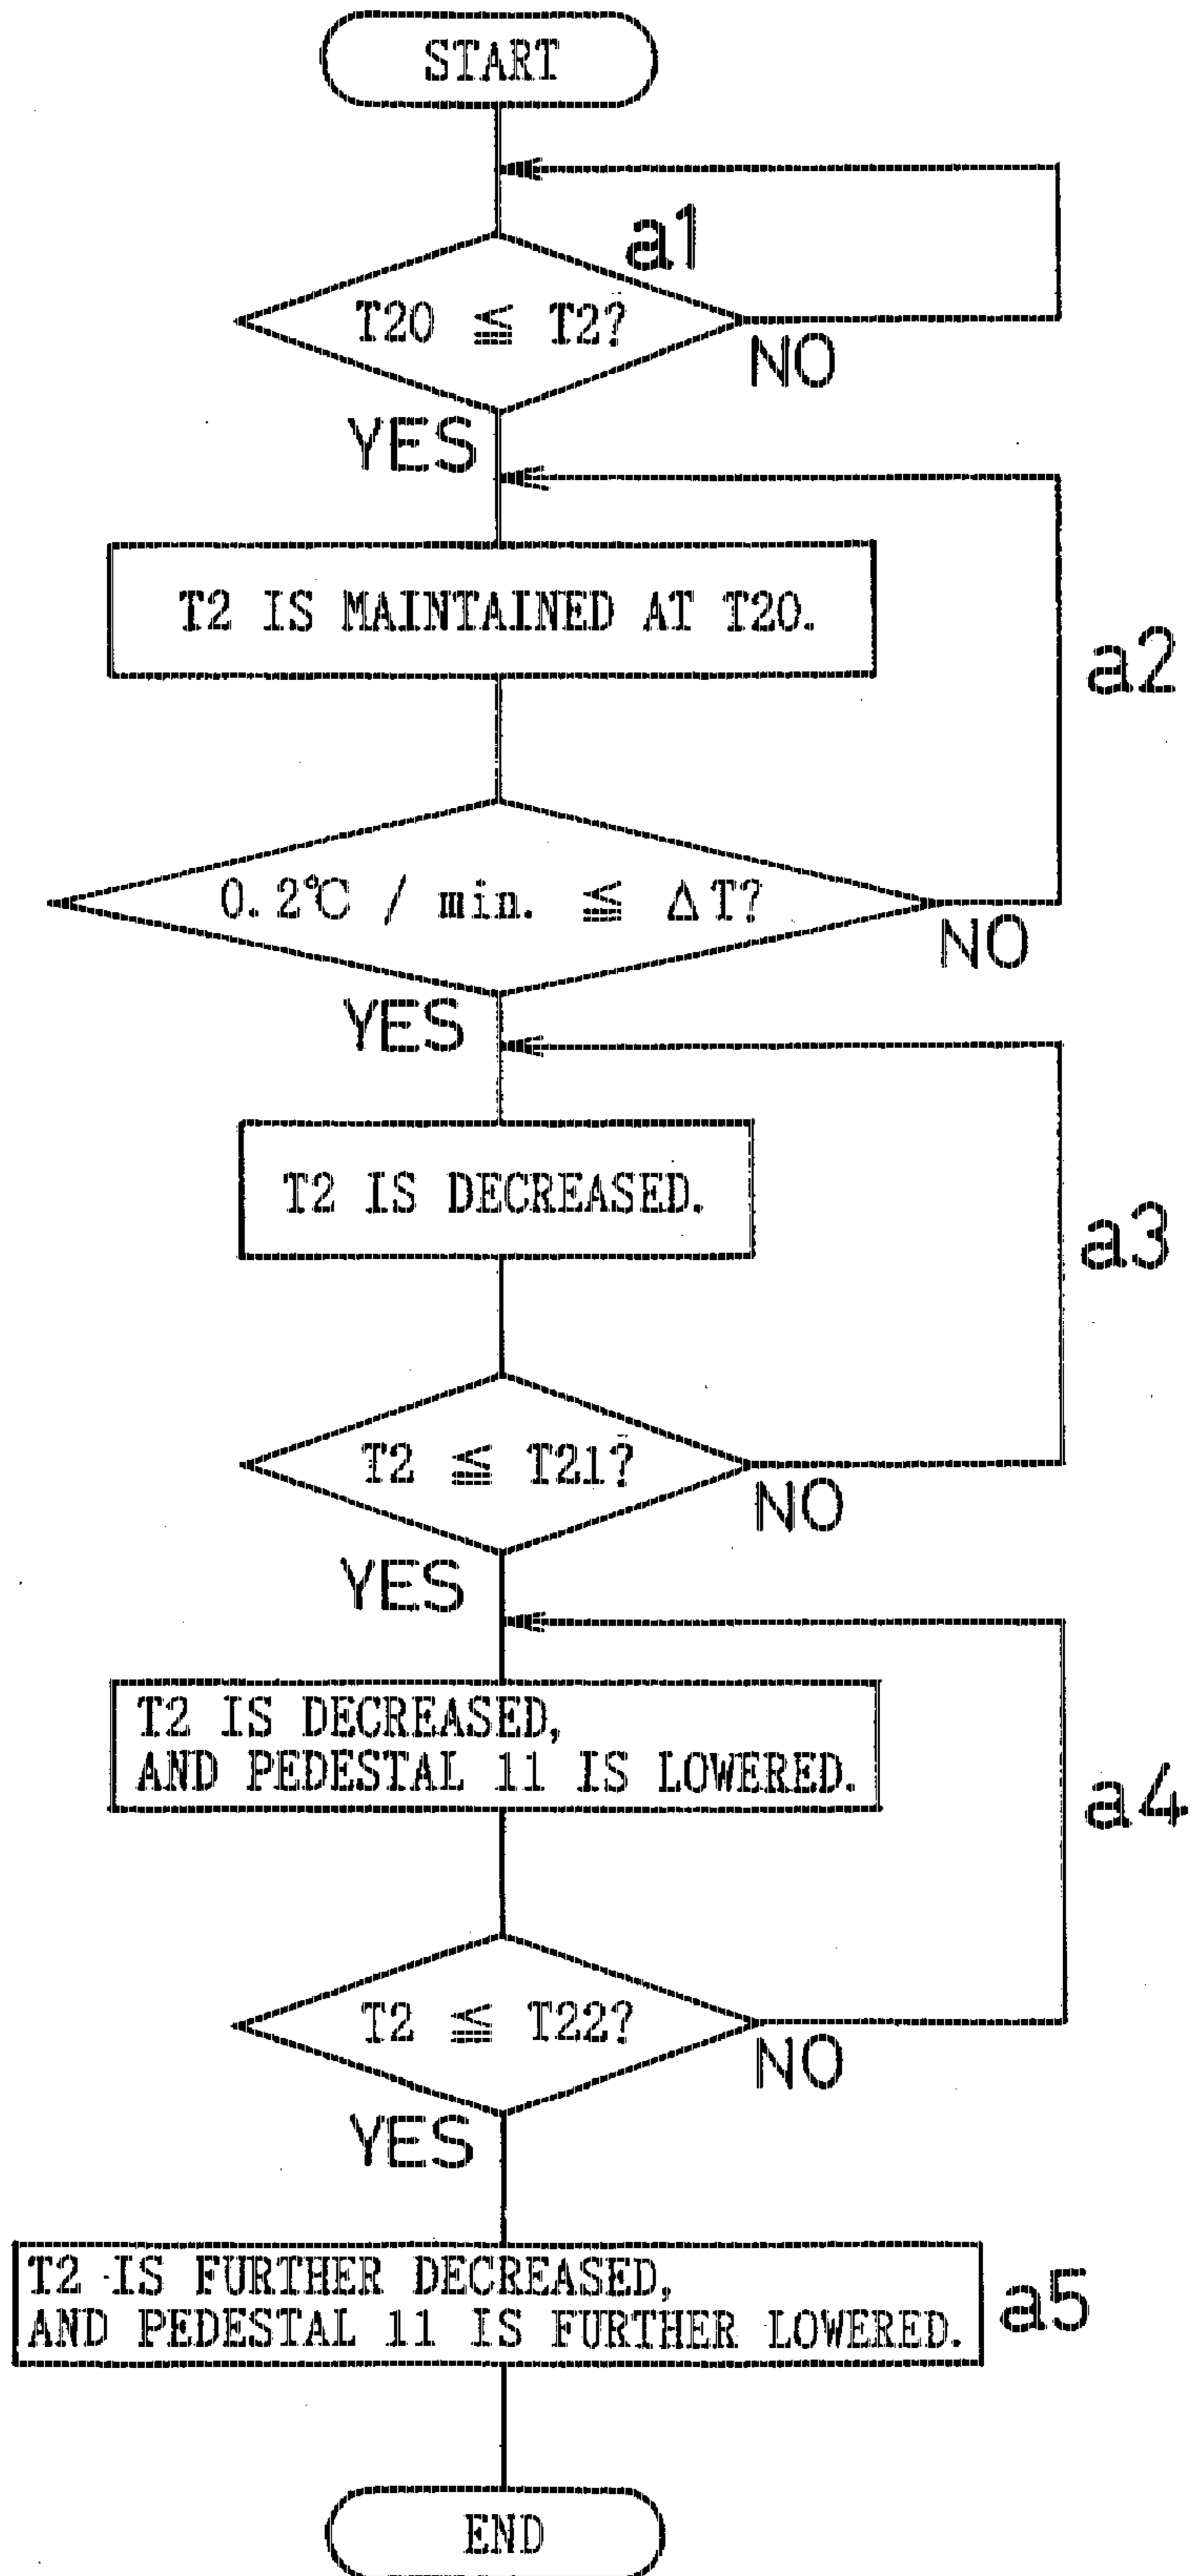 START
a1
T20 ≦ T2?
NO
YES
T2 IS MAINTAINED AT T20.
a2
0.2℃ / min. ≦ ΔT?
NO
YES
T2 IS DECREASED.
a3
T2 ≦ T21?
NO
YES
T2 IS DECREASED,
AND PEDESTAL 11 IS LOWERED.
a4
T2 ≦ T22?
NO
YES
T2 IS FURTHER DECREASED,
AND PEDESTAL 11 IS FURTHER LOWERED.
a5
END